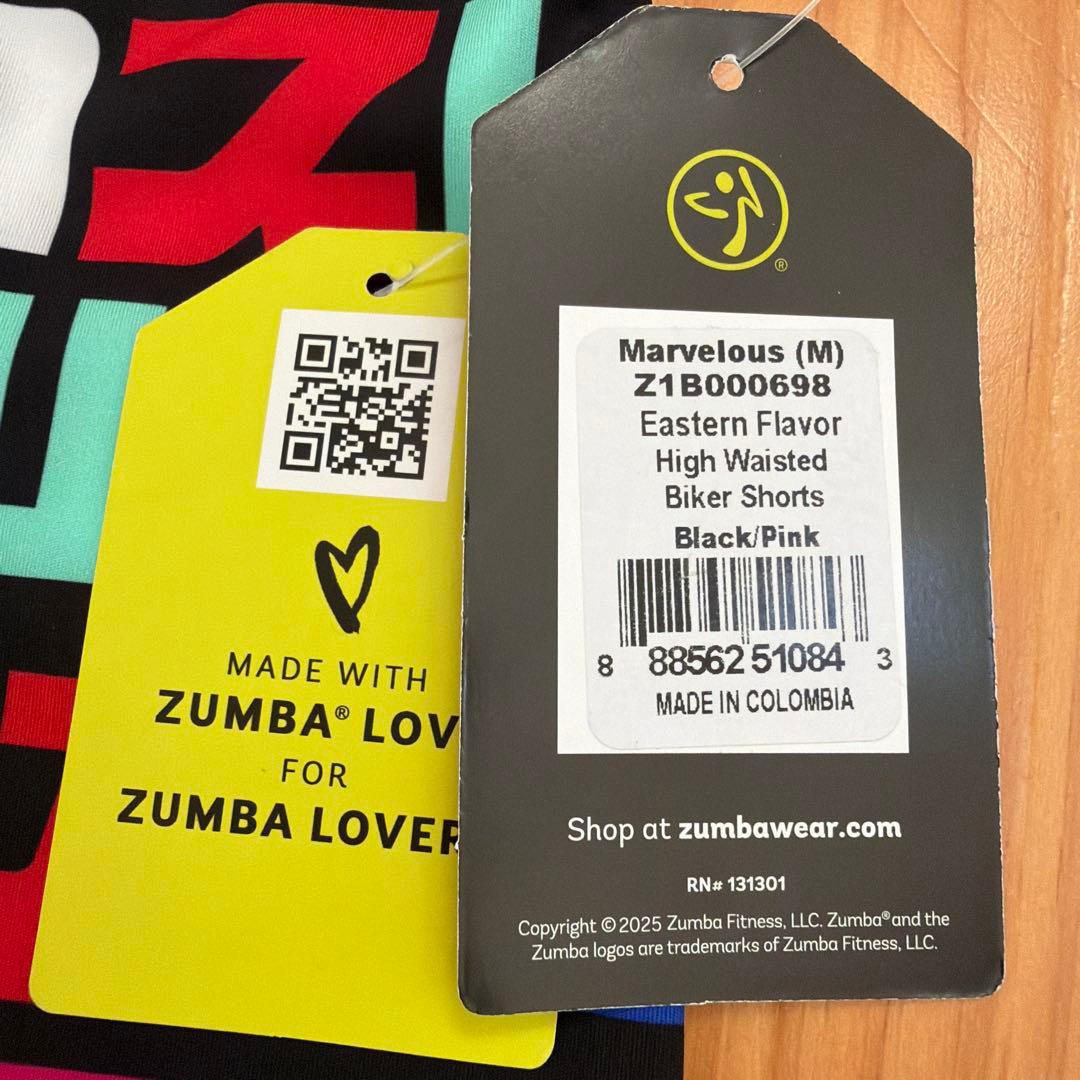 MADE WITH
ZUMBA® LOV
FOR
ZUMBA LOVER
®
Marvelous (M)
Z1B000698
Eastern Flavor
High Waisted
Biker Shorts
Black/Pink
8 88562 51084 3
MADE IN COLOMBIA
Shop at zumbawear.com
RN# 131301
Copyright © 2025 Zumba Fitness, LLC. Zumba® and the
Zumba logos are trademarks of Zumba Fitness, LLC.